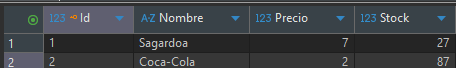 123 Id A-Z Nombre 123 Precio 123 Stock
1 1 Sagardoa 7 27
2 2 Coca-Cola 2 87